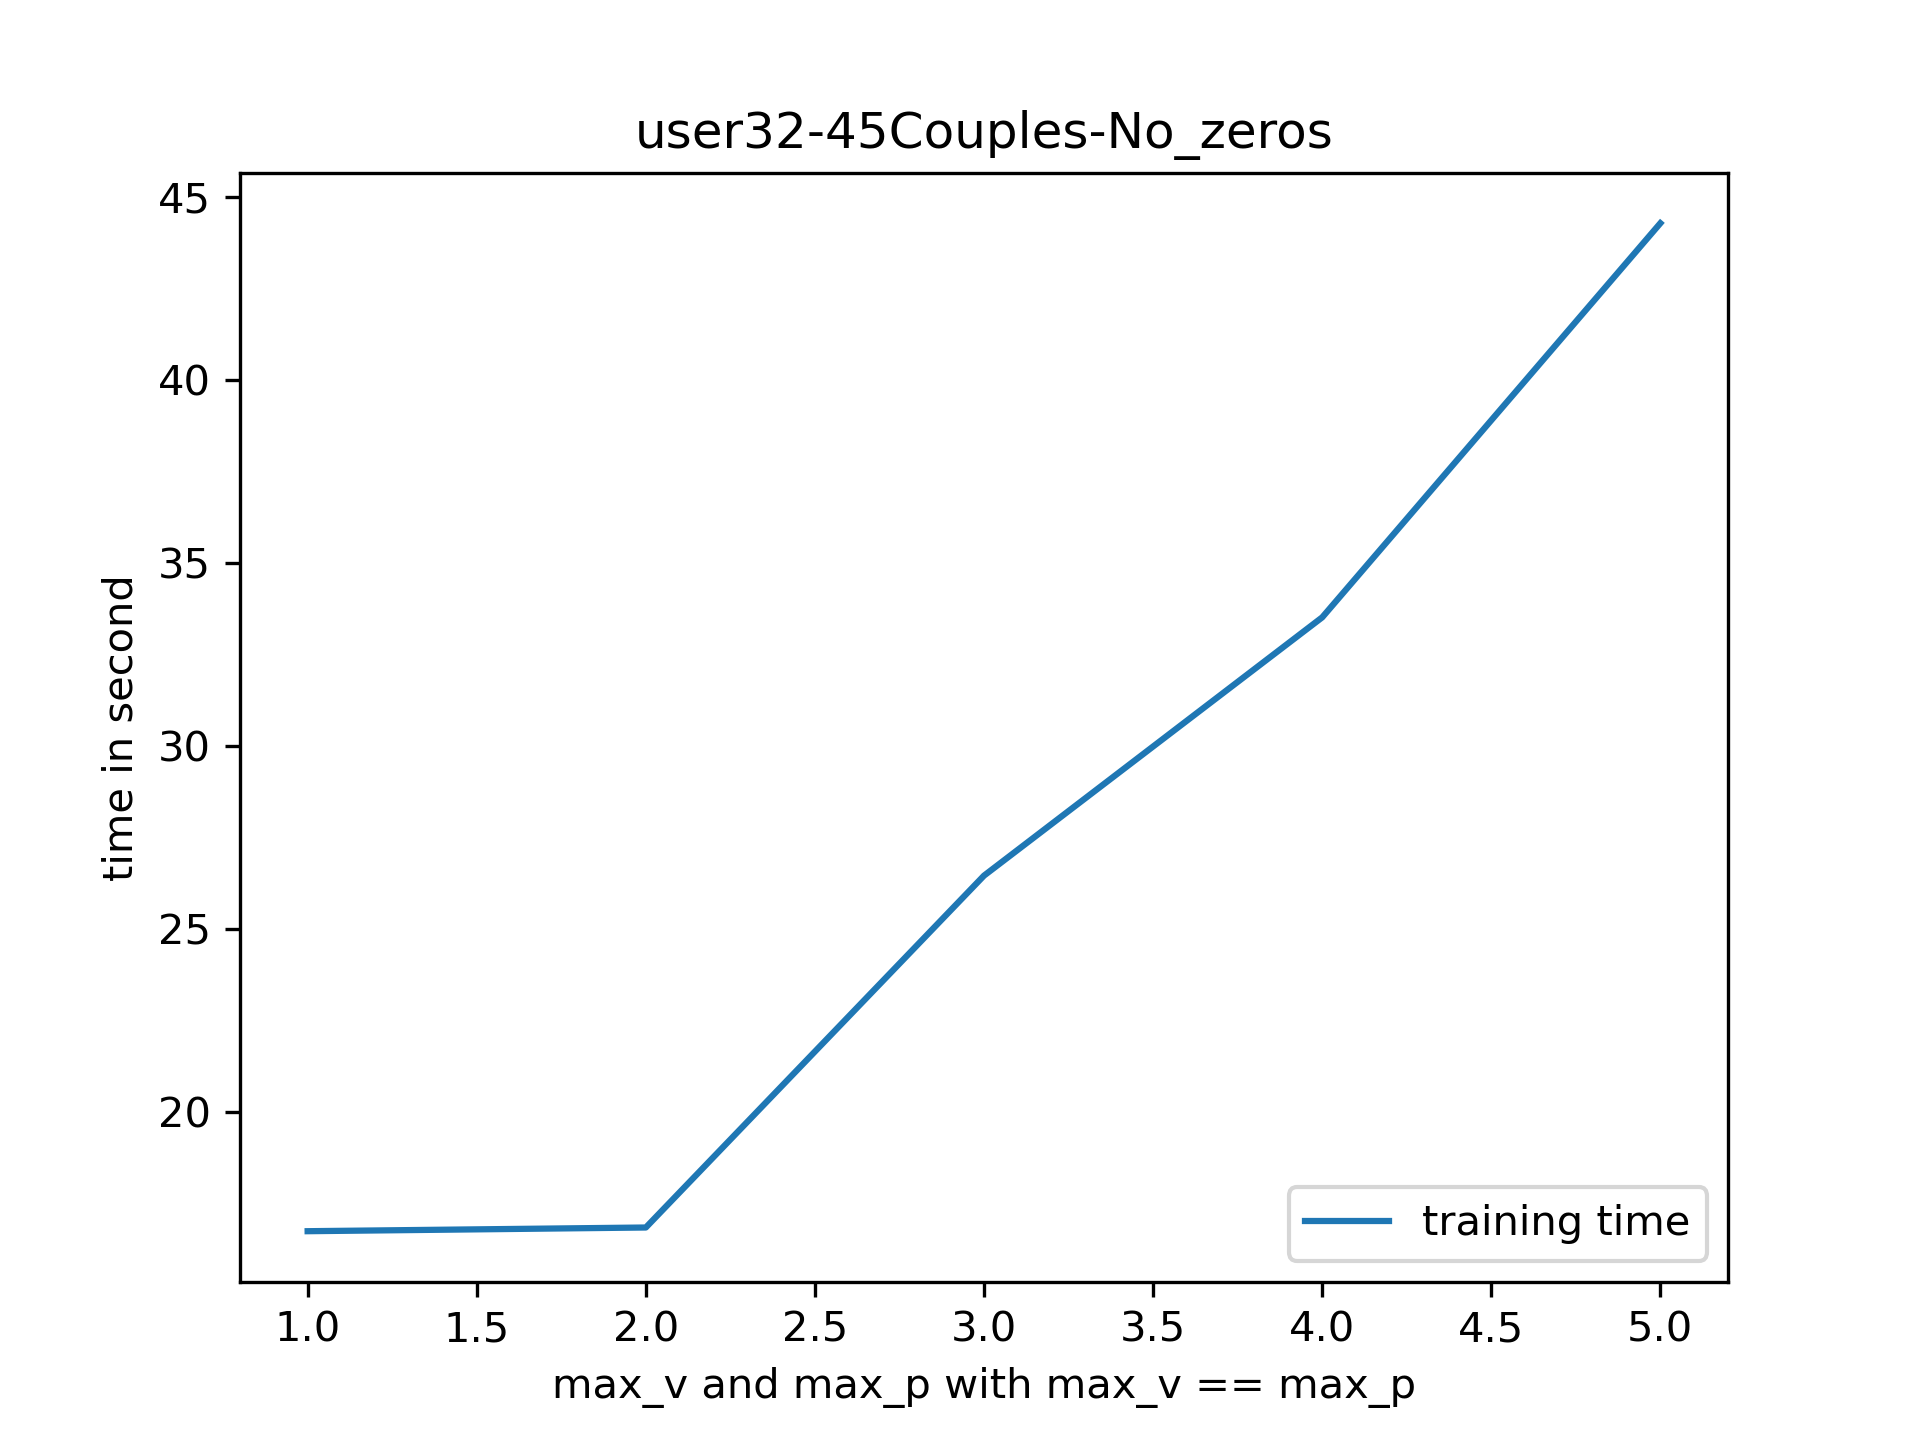 user32-45Couples-No_zeros
45
40
35
30
25
20
time in second
training time
1.0 1.5 2.0 2.5 3.0 3.5 4.0 4.5 5.0
max_v and max_p with max_v == max_p